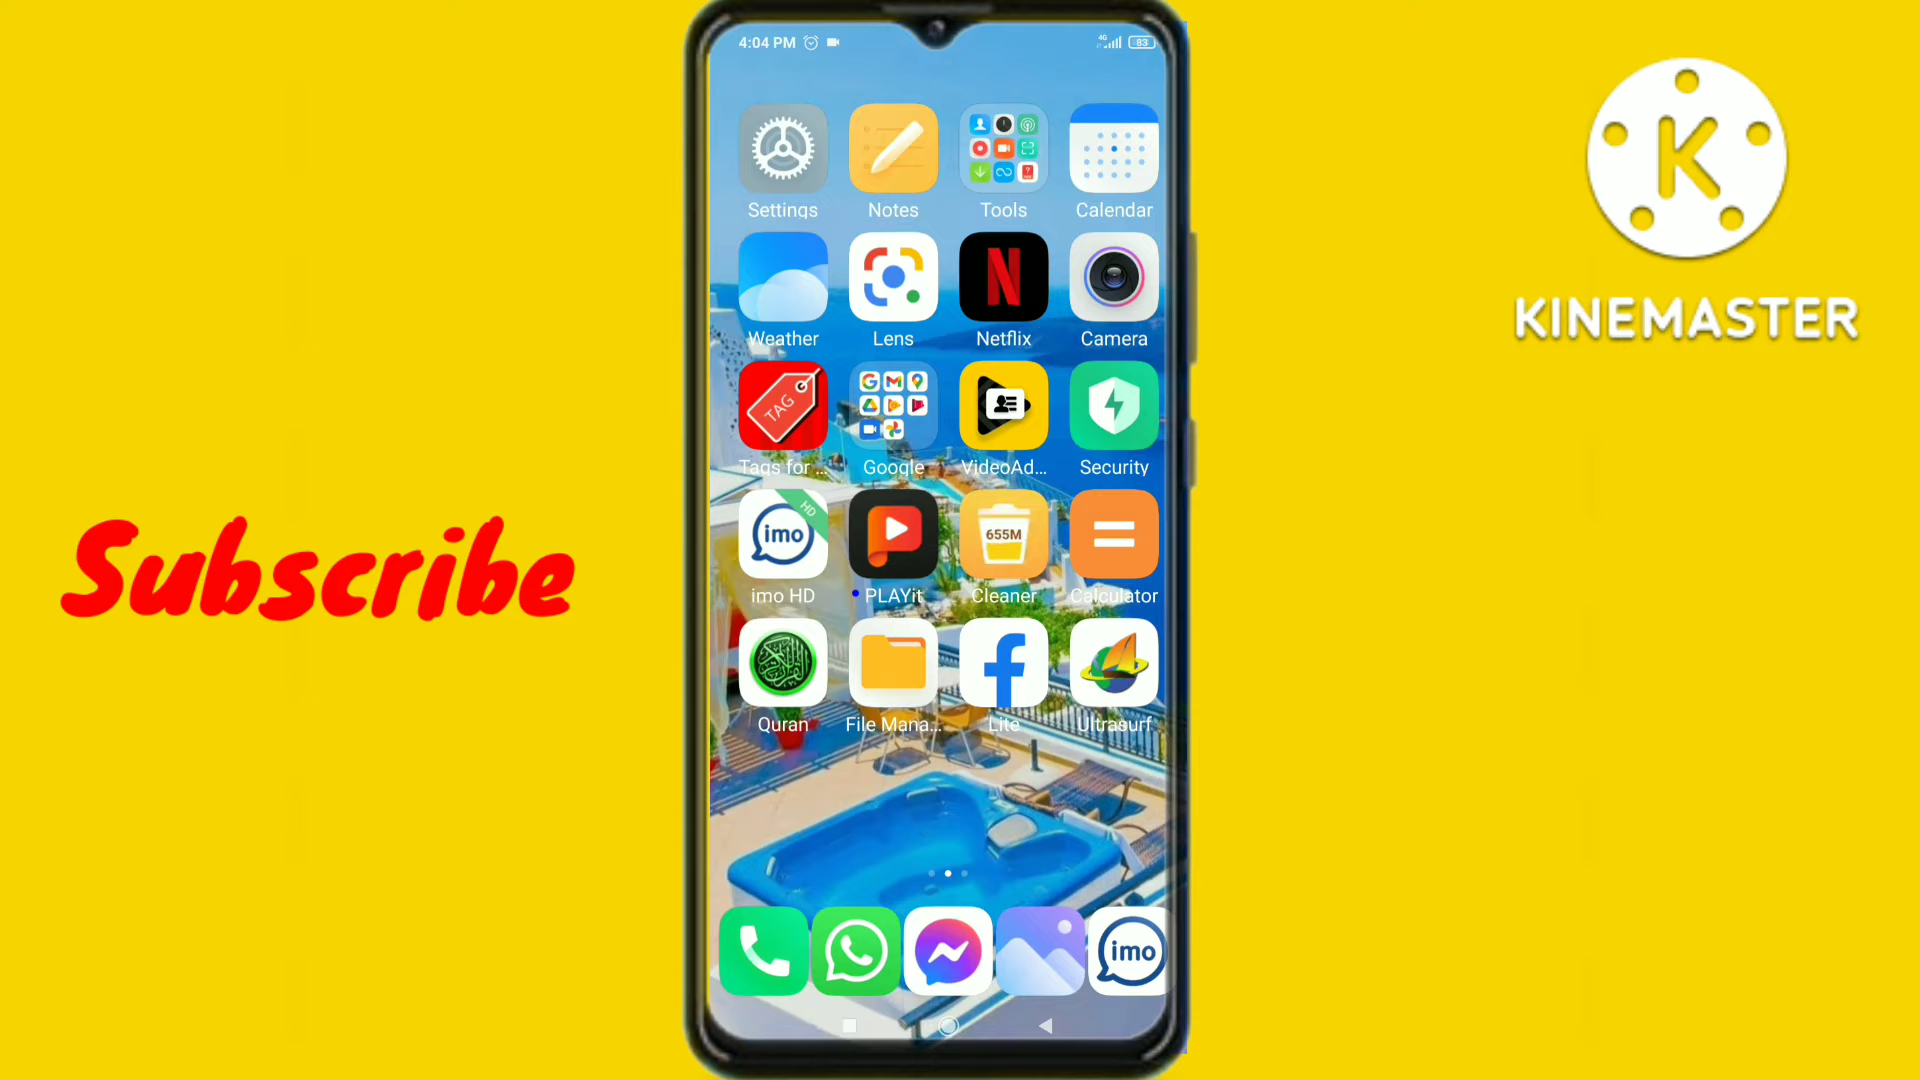 4:04 PM
4G
83
Settings
Notes
Tools
Calendar
Weather
Lens
Netflix
Camera
TAG
Tags for ...
Google
VideoAd...
Security
imo
HD
655M
imo HD
PLAYit
Cleaner
Calculator
Quran
File Mana...
Lite
Ultrasurf
imo
Subscribe
K
KINEMASTER